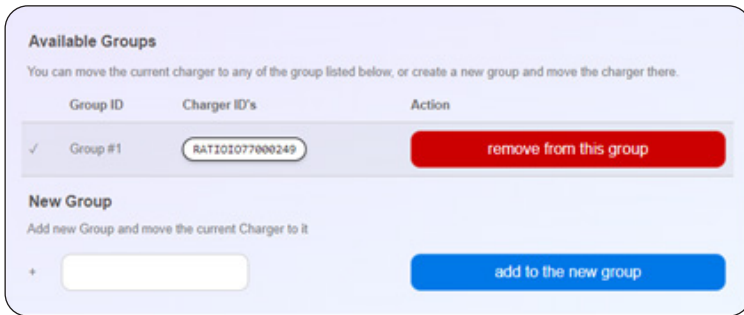 Available Groups
You can move the current charger to any of the group listed below, or create a new group and move the charger there.
Group ID Charger ID's Action
✓ Group #1 RATIOIO77000249 remove from this group
New Group
Add new Group and move the current Charger to it
+ add to the new group